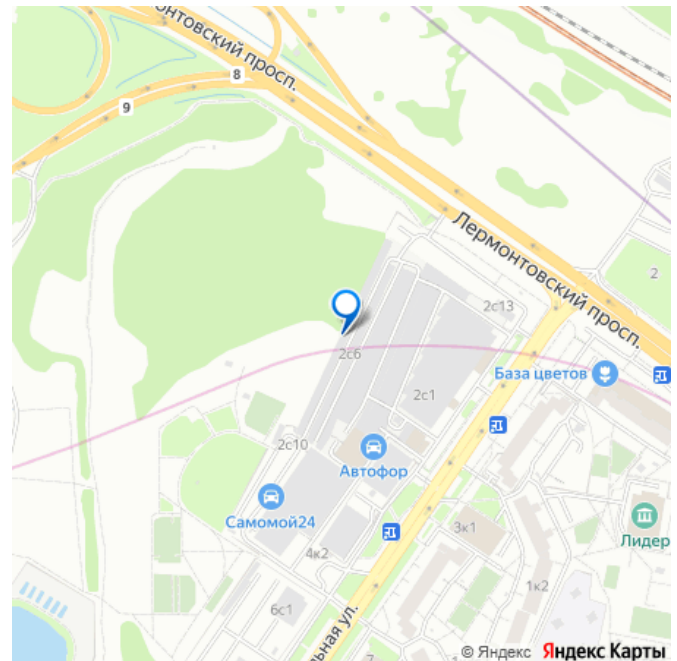 онтовский просп.
8
9
Лермонтовский просп.
2
2с13
2с6
База цветов
2с1
2с10
Автофор
Самомой24
3к1
Лидер
4к2
1к2
6с1
льная ул.
© Яндекс Яндекс Карты